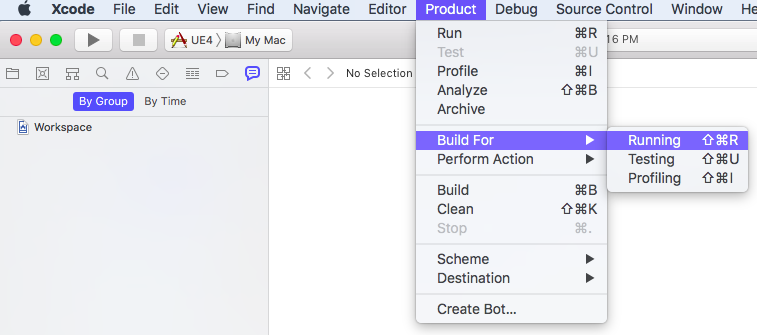 Xcode File Edit View Find Navigate Editor Product Debug Source Control Window He
UE4 My Mac
16 PM
No Selection
By Group By Time
Workspace
Run ⌘R
Test ⌘U
Profile ⌘I
Analyze ⇧⌘B
Archive
Build For
Perform Action
Build ⌘B
Clean ⇧⌘K
Stop ⌘.
Scheme
Destination
Create Bot...
Running ⇧⌘R
Testing ⇧⌘U
Profiling ⇧⌘I